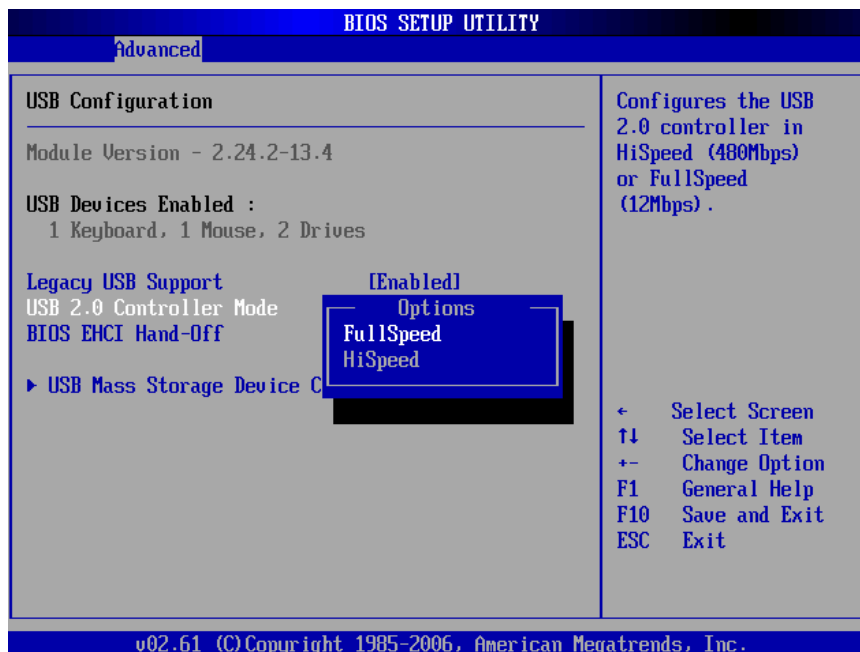 BIOS SETUP UTILITY
Advanced
USB Configuration
Module Version - 2.24.2-13.4
USB Devices Enabled :
1 Keyboard, 1 Mouse, 2 Drives
Legacy USB Support [Enabled]
USB 2.0 Controller Mode
BIOS EHCI Hand-Off
▶ USB Mass Storage Device C
Options
FullSpeed
HiSpeed
Configures the USB
2.0 controller in
HiSpeed (480Mbps)
or FullSpeed
(12Mbps).
← Select Screen
↑↓ Select Item
+- Change Option
F1 General Help
F10 Save and Exit
ESC Exit
v02.61 (C)Copyright 1985-2006, American Megatrends, Inc.